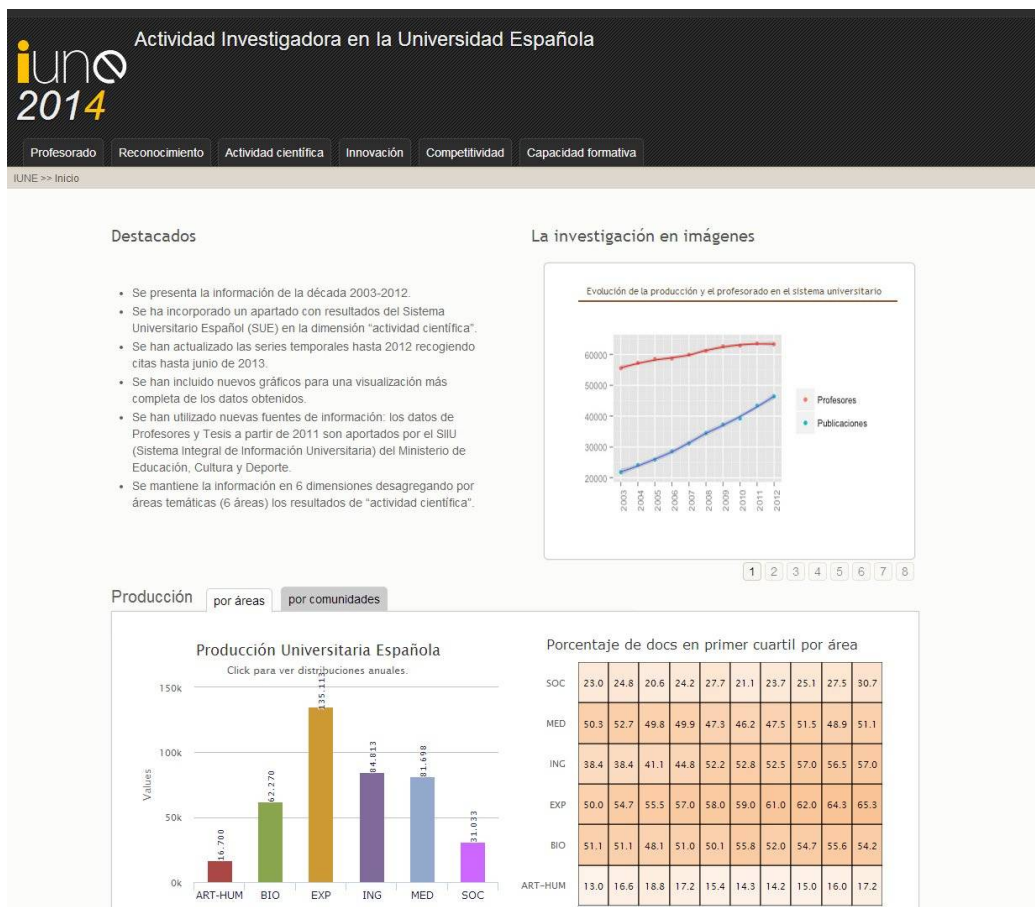 Actividad Investigadora en la Universidad Española
iune
2014
Profesorado Reconocimiento Actividad científica Innovación Competitividad Capacidad formativa
IUNE >> Inicio
Destacados
• Se presenta la información de la década 2003-2012.
• Se ha incorporado un apartado con resultados del Sistema
Universitario Español (SUE) en la dimensión "actividad científica".
• Se han actualizado las series temporales hasta 2012 recogiendo
citas hasta junio de 2013.
• Se han incluido nuevos gráficos para una visualización más
completa de los datos obtenidos.
• Se han utilizado nuevas fuentes de información: los datos de
Profesores y Tesis a partir de 2011 son aportados por el SIIU
(Sistema Integral de Información Universitaria) del Ministerio de
Educación, Cultura y Deporte.
• Se mantiene la información en 6 dimensiones desagregando por
áreas temáticas (6 áreas) los resultados de "actividad científica".
La investigación en imágenes
Evolución de la producción y el profesorado en el sistema universitario
60000
50000
40000
30000
20000
2003 2004 2005 2006 2007 2008 2009 2010 2011 2012
Profesores
Publicaciones
1 2 3 4 5 6 7 8
Producción por áreas por comunidades
Producción Universitaria Española
Click para ver distribuciones anuales.
Values
150k
100k
50k
0k
16.700 62.270 135.113 84.813 81.698 31.033
ART-HUM BIO EXP ING MED SOC
Porcentaje de docs en primer cuartil por área
SOC 23.0 24.8 20.6 24.2 27.7 21.1 23.7 25.1 27.5 30.7
MED 50.3 52.7 49.8 49.9 47.3 46.2 47.5 51.5 48.9 51.1
ING 38.4 38.4 41.1 44.8 52.2 52.8 52.5 57.0 56.5 57.0
EXP 50.0 54.7 55.5 57.0 58.0 59.0 61.0 62.0 64.3 65.3
BIO 51.1 51.1 48.1 51.0 50.1 55.8 52.0 54.7 55.6 54.2
ART-HUM 13.0 16.6 18.8 17.2 15.4 14.3 14.2 15.0 16.0 17.2